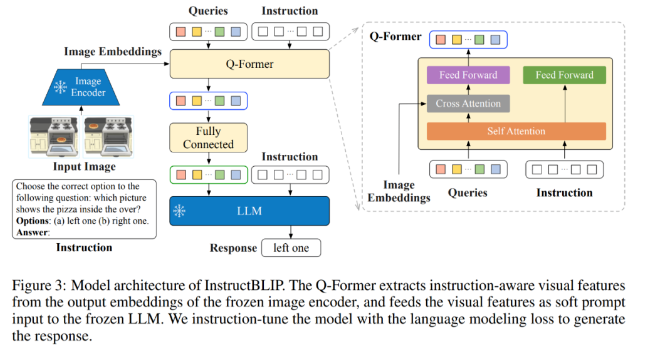 Queries Instruction
Image Embeddings
Q-Former
Image
Encoder
Input Image
Fully
Connected
Instruction
LLM
Response left one
Choose the correct option to the
following question: which picture
shows the pizza inside the over?
Options: (a) left one (b) right one.
Answer:
Instruction
Q-Former
Feed Forward Feed Forward
Cross Attention
Self Attention
Image
Embeddings
Queries Instruction
Figure 3: Model architecture of InstructBLIP. The Q-Former extracts instruction-aware visual features
from the output embeddings of the frozen image encoder, and feeds the visual features as soft prompt
input to the frozen LLM. We instruction-tune the model with the language modeling loss to generate
the response.